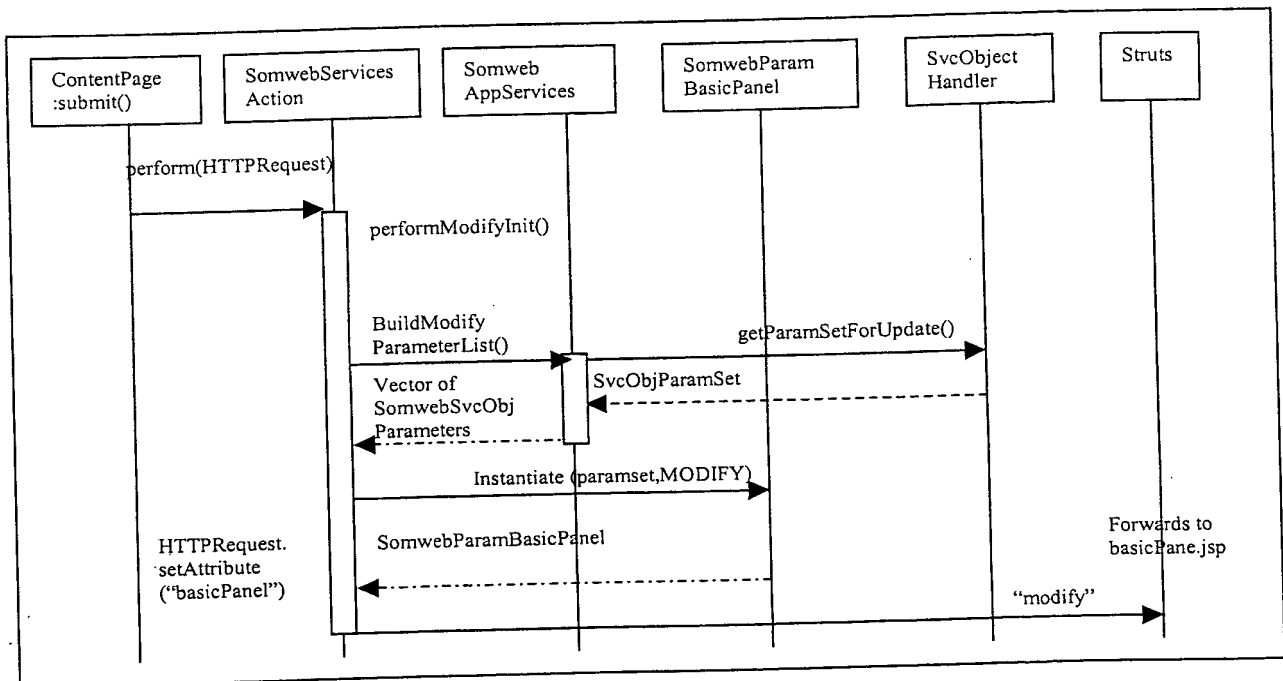 ContentPage
:submit()
SomwebServices
Action
Somweb
AppServices
SomwebParam
BasicPanel
SvcObject
Handler
Struts
perform(HTTPRequest)
performModifyInit()
BuildModify
ParameterList()
getParamSetForUpdate()
Vector of
SomwebSvcObj
Parameters
SvcObjParamSet
Instantiate (paramset,MODIFY)
HTTPRequest.
setAttribute
(“basicPanel”)
SomwebParamBasicPanel
Forwards to
basicPane.jsp
“modify”